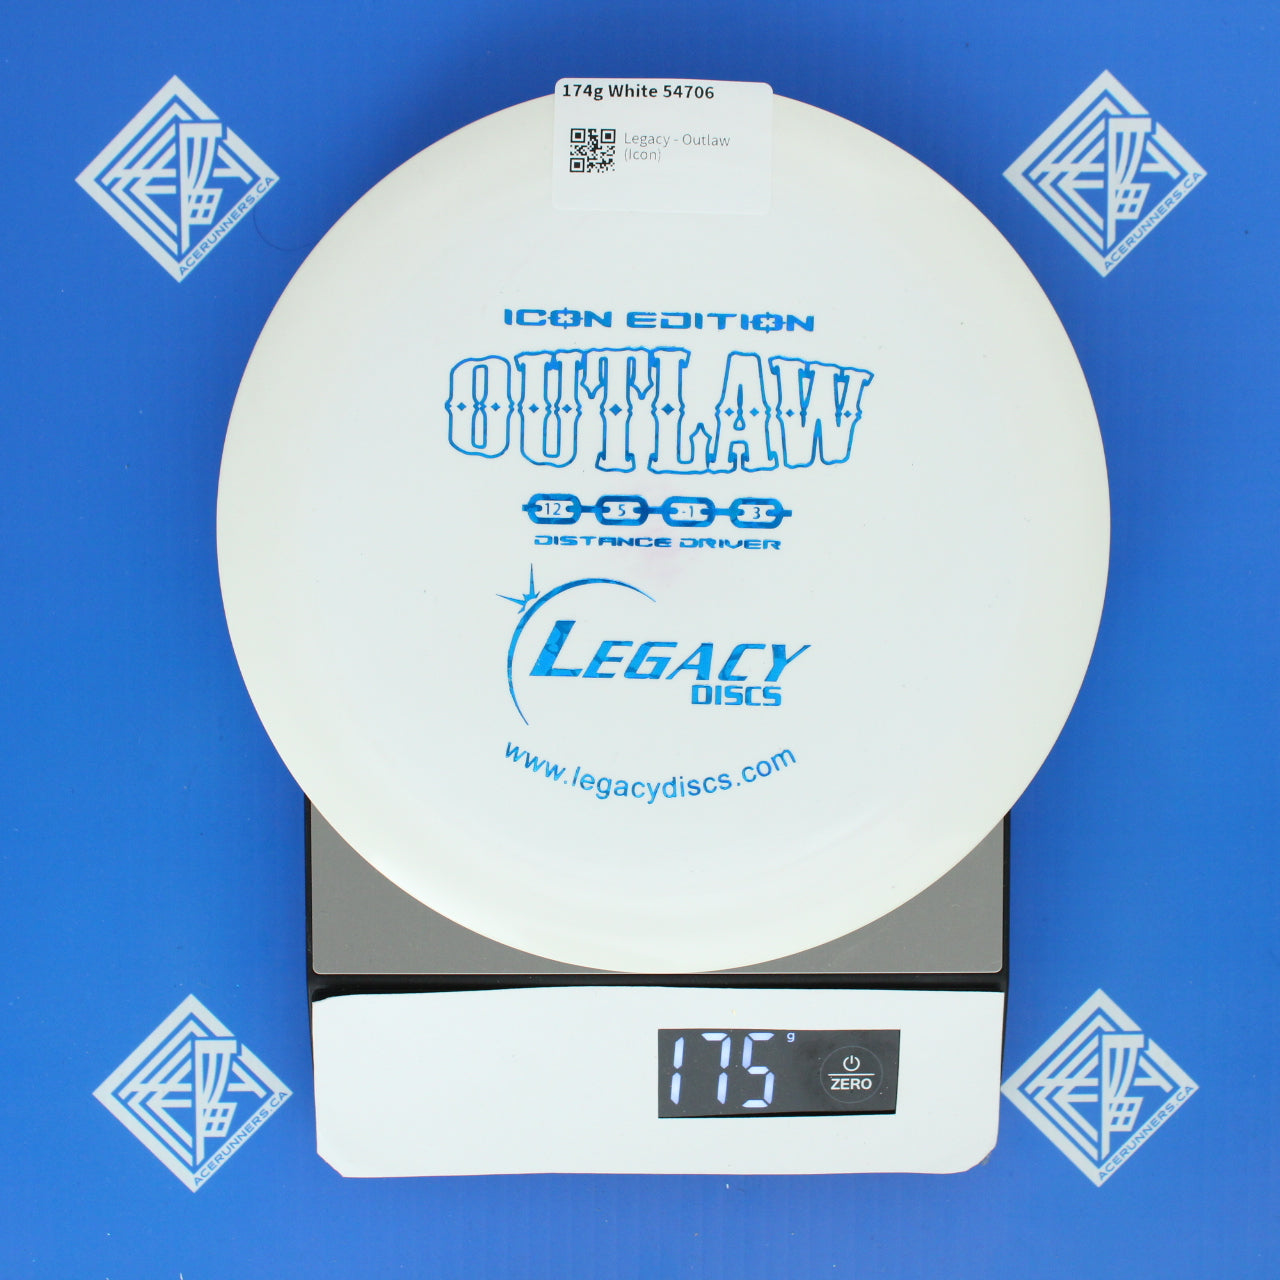 174g White 54706
Legacy - Outlaw
(Icon)
ACERUNNERS.CA
ACERUNNERS.CA
ICON EDITION
OUTLAW
12 5 -1 3
DISTANCE DRIVER
LEGACY
DISCS
www.legacydiscs.com
175 g
ZERO
ACERUNNERS.CA
ACERUNNERS.CA